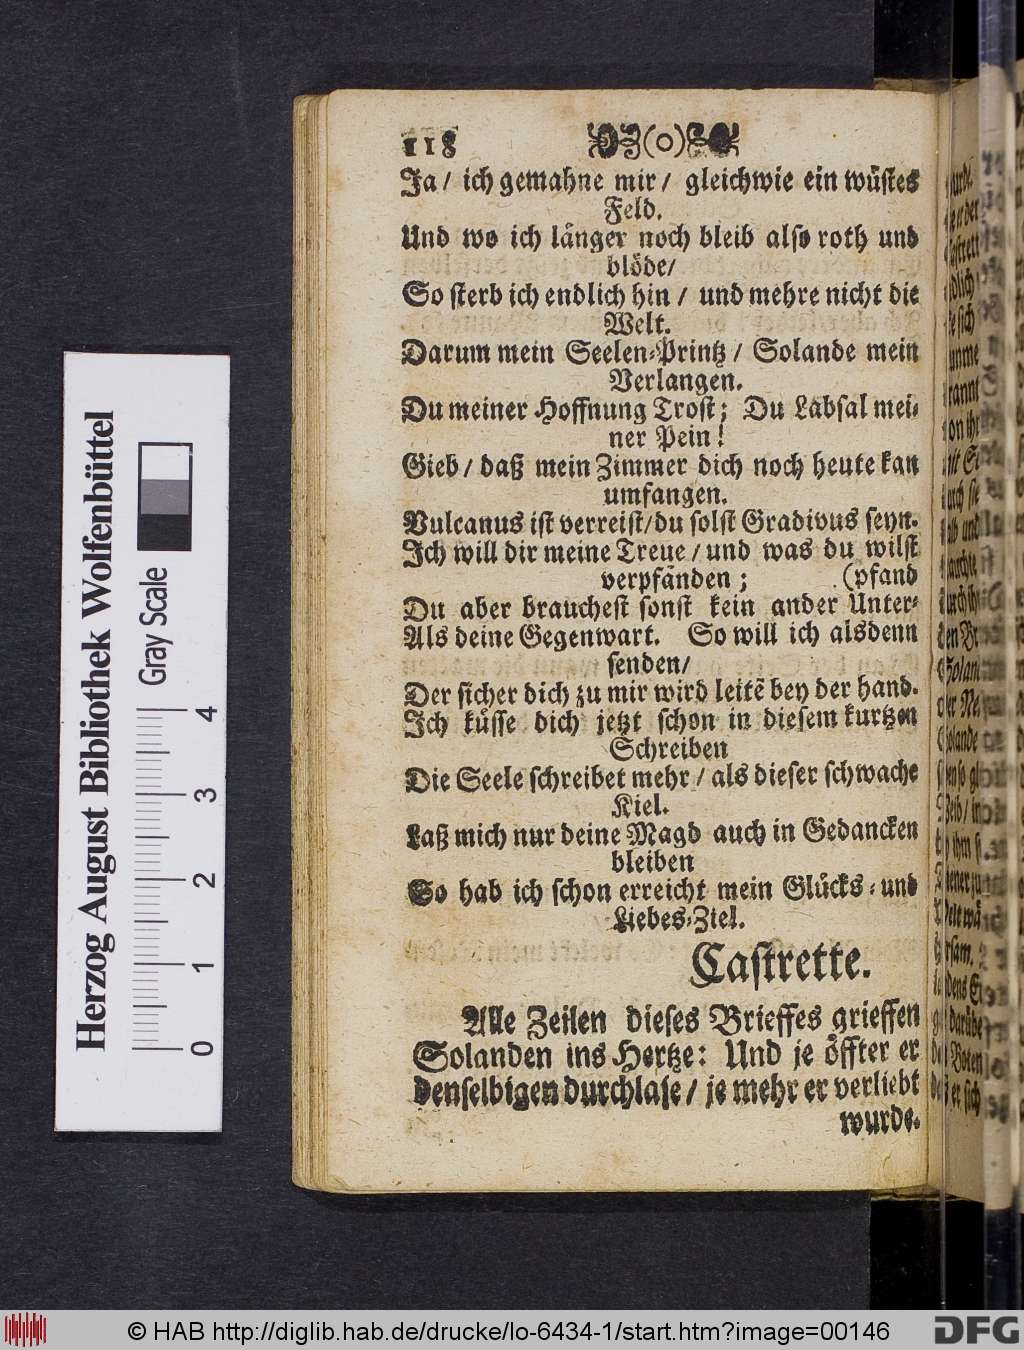 118 (o)
Ja / ich gemahne mir / gleichwie ein wüstes
Feld.
Und wo ich länger noch bleib also roth und
blöde/
So sterb ich endlich hin / und mehre nicht die
Welt.
Darum mein Seelen-Printz / Solande mein
Verlangen.
Du meiner Hoffnung Trost; Du Labsal mei-
ner Pein!
Gieb / daß mein Zimmer dich noch heute kan
umfangen.
Vulcanus ist verreist/du solst Gradivus seyn.
Ich will dir meine Treue / und was du wilst
verpfänden ; (pfand
Du aber brauchest sonst kein ander Unter-
Als deine Gegenwart. So will ich alsdenn
senden/
Der sicher dich zu mir wird leitẽ bey der hand.
Ich küsse dich jetzt schon in diesem kurtzen
Schreiben
Die Seele schreibet mehr / als dieser schwache
Kiel.
Laß mich nur deine Magd auch in Gedancken
bleiben
So hab ich schon erreicht mein Glücks- und
Liebes-Ziel.
Castrette.
Alle Zeilen dieses Brieffes grieffen
Solanden ins Hertze: Und je öffter er
denselbigen durchlase / je mehr er verliebt
wurde.
Herzog August Bibliothek Wolfenbüttel
Gray Scale
0 1 2 3 4
© HAB http://diglib.hab.de/drucke/lo-6434-1/start.htm?image=00146
DFG